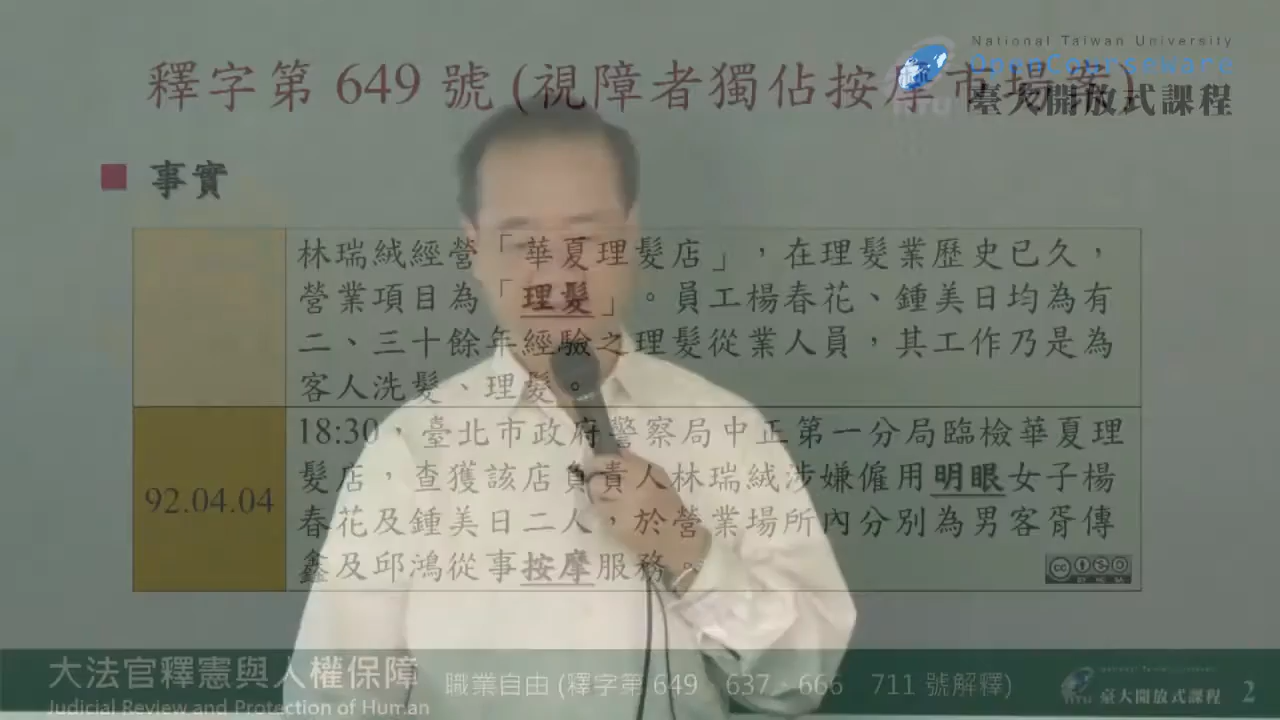 National Taiwan University
OpenCourseware
臺大開放式課程
釋字第 649 號 (視障者獨佔按摩市場案)
事實
林瑞絨經營「華夏理髮店」，在理髮業歷史已久，
營業項目為「理髮」。員工楊春花、鍾美日均為有
二、三十餘年經驗之理髮從業人員，其工作乃是為
客人洗髮、理髮。
92.04.04
18:30，臺北市政府警察局中正第一分局臨檢華夏理
髮店，查獲該店負責人林瑞絨涉嫌僱用明眼女子楊
春花及鍾美日二人，於營業場所內分別為男客胥傳
鑫及邱鴻從事按摩服務。
大法官釋憲與人權保障
Judicial Review and Protection of Human
職業自由 (釋字第 649、637、666、711 號解釋)
臺大開放式課程
2